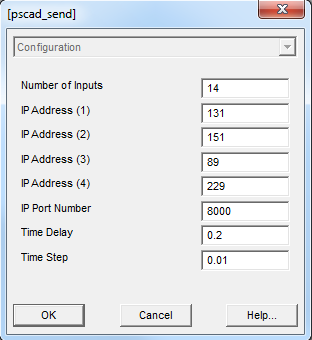 [pscad_send]
Configuration
Number of Inputs 14
IP Address (1) 131
IP Address (2) 151
IP Address (3) 89
IP Address (4) 229
IP Port Number 8000
Time Delay 0.2
Time Step 0.01
OK Cancel Help...